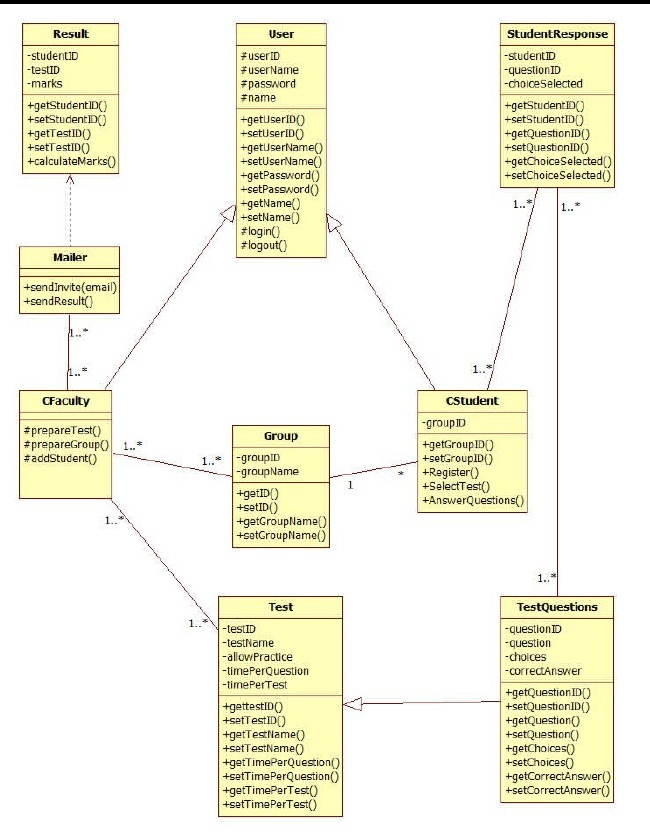 Result
-studentID
-testID
-marks
+getStudentID()
+setStudentID()
+getTestID()
+setTestID()
+calculateMarks()
User
#userID
#userName
#password
#name
+getUserID()
+setUserID()
+getUserName()
+setUserName()
+getPassword()
+setPassword()
+getName()
+setName()
#login()
#logout()
StudentResponse
-studentID
-questionID
-choiceSelected
+getStudentID()
+setStudentID()
+getQuestionID()
+setQuestionID()
+getChoiceSelected()
+setChoiceSelected()
1..*
1..*
Mailer
+sendInvite(email)
+sendResult()
1..*
1..*
1..*
CFaculty
#prepareTest()
#prepareGroup()
#addStudent()
1..*
1..*
Group
-groupID
-groupName
+getID()
+setID()
+getGroupName()
+setGroupName()
1
*
CStudent
-groupID
+getGroupID()
+setGroupID()
+Register()
+SelectTest()
+AnswerQuestions()
1..*
1..*
1..*
Test
-testID
-testName
-allowPractice
-timePerQuestion
-timePerTest
+gettestID()
+setTestID()
+getTestName()
+setTestName()
+getTimePerQuestion()
+setTimePerQuestion()
+getTimePerTest()
+setTimePerTest()
TestQuestions
-questionID
-question
-choices
-correctAnswer
+getQuestionID()
+setQuestionID()
+getQuestion()
+setQuestion()
+getChoices()
+setChoices()
+getCorrectAnswer()
+setCorrectAnswer()